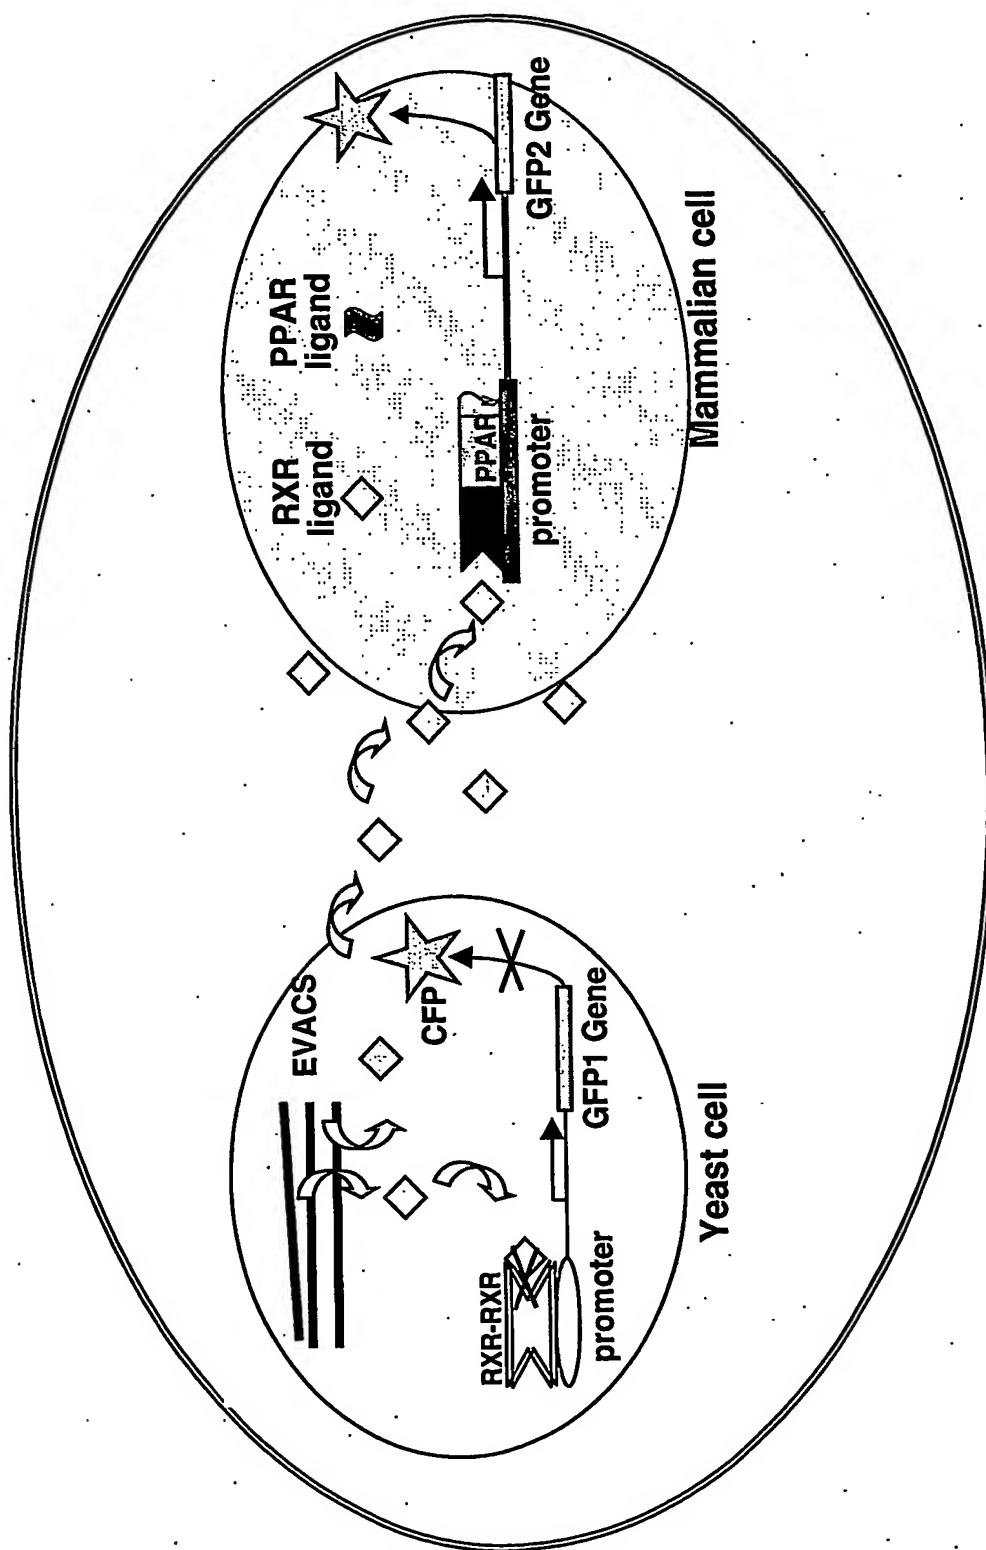 EVACS
CFP
RXR-RXR
promoter
GFP1 Gene
Yeast cell
RXR
ligand
PPAR
ligand
PPAR
promoter
GFP2 Gene
Mammalian cell